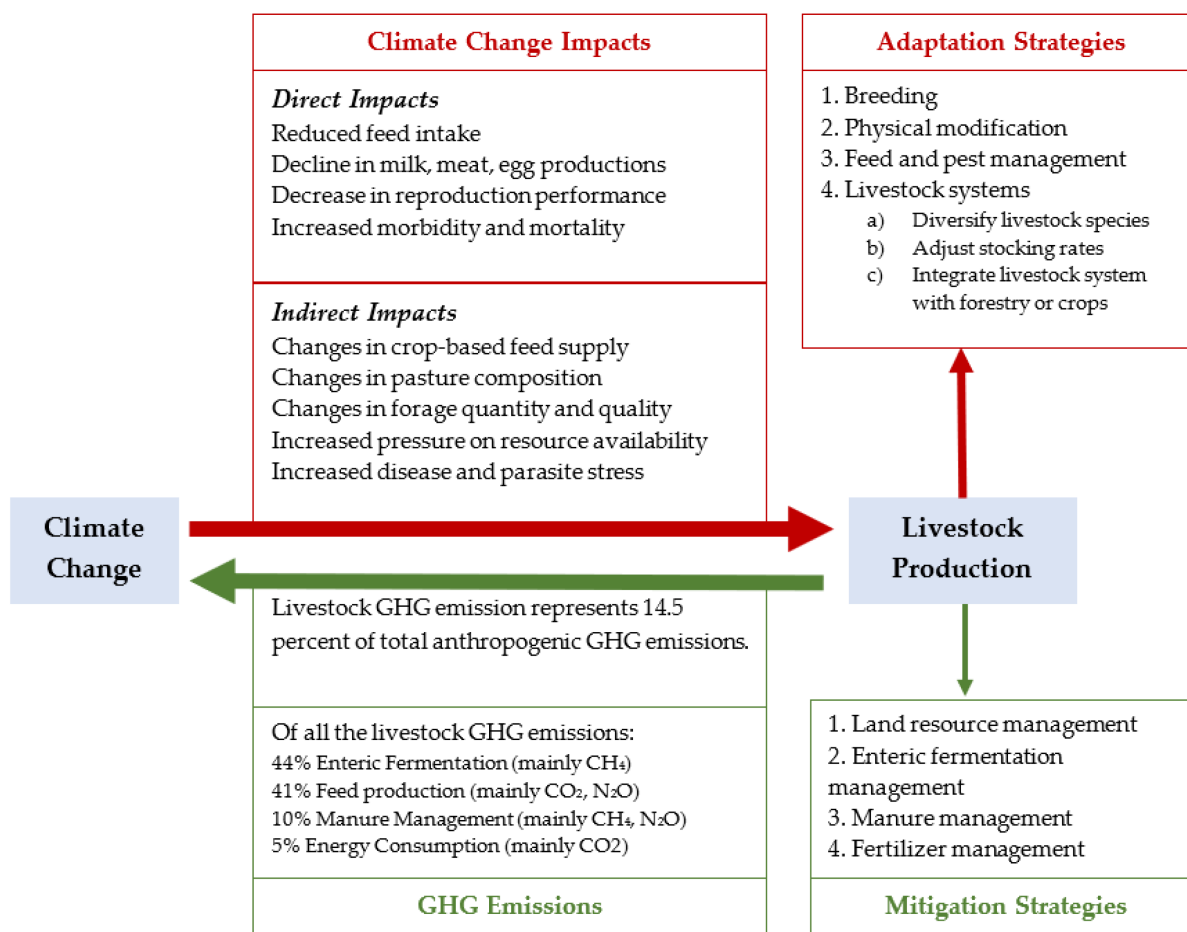 Climate Change Impacts
Direct Impacts
Reduced feed intake
Decline in milk, meat, egg productions
Decrease in reproduction performance
Increased morbidity and mortality
Indirect Impacts
Changes in crop-based feed supply
Changes in pasture composition
Changes in forage quantity and quality
Increased pressure on resource availability
Increased disease and parasite stress
Adaptation Strategies
1. Breeding
2. Physical modification
3. Feed and pest management
4. Livestock systems
a) Diversify livestock species
b) Adjust stocking rates
c) Integrate livestock system
with forestry or crops
Climate
Change
Livestock
Production
Livestock GHG emission represents 14.5
percent of total anthropogenic GHG emissions.
Of all the livestock GHG emissions:
44% Enteric Fermentation (mainly CH₄)
41% Feed production (mainly CO₂, N₂O)
10% Manure Management (mainly CH₄, N₂O)
5% Energy Consumption (mainly CO2)
GHG Emissions
1. Land resource management
2. Enteric fermentation
management
3. Manure management
4. Fertilizer management
Mitigation Strategies